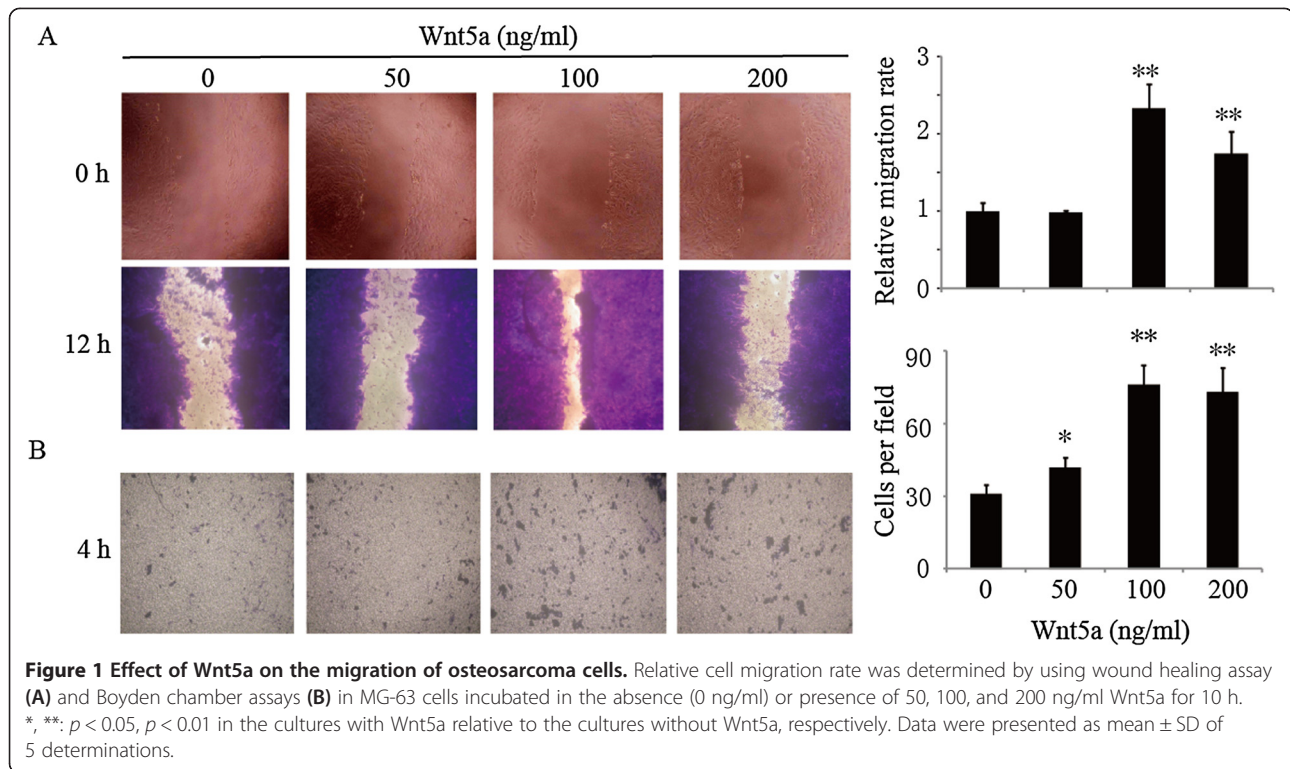 A
Wnt5a (ng/ml)
0 50 100 200
0 h
12 h
B
4 h
3
2
1
0
Relative migration rate
**
**
90
60
30
0
Cells per field
*
**
**
0 50 100 200
Wnt5a (ng/ml)
Figure 1 Effect of Wnt5a on the migration of osteosarcoma cells. Relative cell migration rate was determined by using wound healing assay
(A) and Boyden chamber assays (B) in MG-63 cells incubated in the absence (0 ng/ml) or presence of 50, 100, and 200 ng/ml Wnt5a for 10 h.
*, **: p < 0.05, p < 0.01 in the cultures with Wnt5a relative to the cultures without Wnt5a, respectively. Data were presented as mean ± SD of
5 determinations.